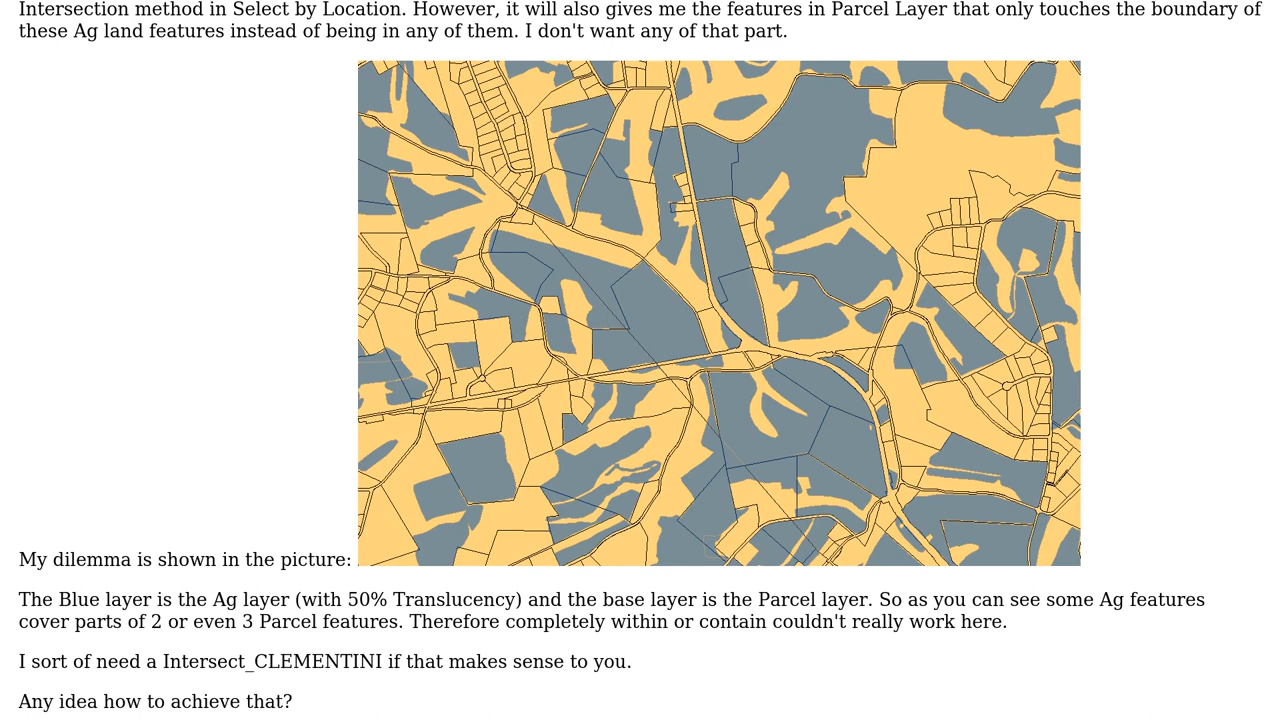 Intersection method in Select by Location. However, it will also gives me the features in Parcel Layer that only touches the boundary of
these Ag land features instead of being in any of them. I don't want any of that part.
My dilemma is shown in the picture:
The Blue layer is the Ag layer (with 50% Translucency) and the base layer is the Parcel layer. So as you can see some Ag features
cover parts of 2 or even 3 Parcel features. Therefore completely within or contain couldn't really work here.
I sort of need a Intersect_CLEMENTINI if that makes sense to you.
Any idea how to achieve that?